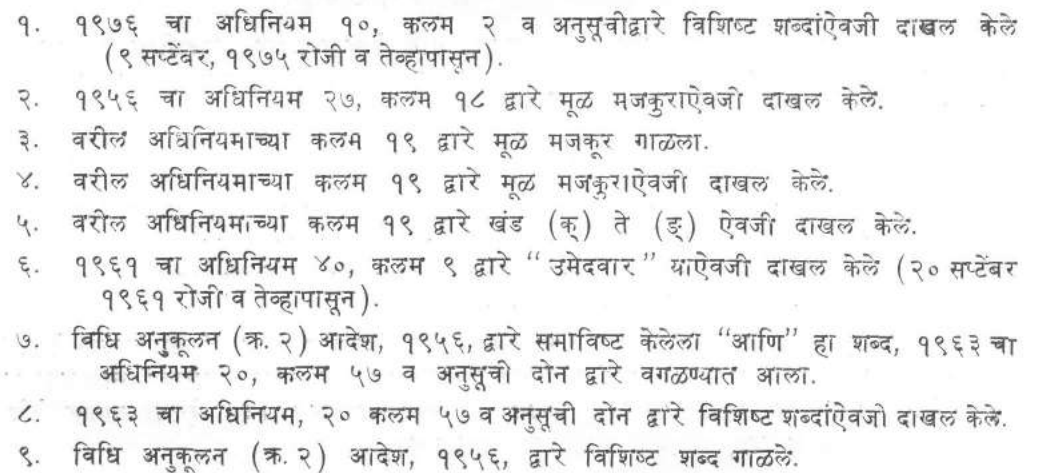 १. १९७६ चा अधिनियम १०, कलम २ व अनुसूचीद्वारे विशिष्ट शब्दांऐवजी दाखल केले
(९ सप्टेंबर, १९७५ रोजी व तेव्हापासून).
२. १९५६ चा अधिनियम २७, कलम १८ द्वारे मूळ मजकुराऐवजी दाखल केले.
३. वरील अधिनियमाच्या कलम १९ द्वारे मूळ मजकूर गाळला.
४. वरील अधिनियमाच्या कलम १९ द्वारे मूळ मजकुराऐवजी दाखल केले.
५. वरील अधिनियमाच्या कलम १९ द्वारे खंड (क्) ते (ङ्) ऐवजी दाखल केले.
६. १९६१ चा अधिनियम ४०, कलम ९ द्वारे "उमेदवार" याऐवजी दाखल केले (२० सप्टेंबर
१९६१ रोजी व तेव्हापासून).
७. विधि अनुकूलन (क्र. २) आदेश, १९५६, द्वारे समाविष्ट केलेला "आणि" हा शब्द, १९६३ चा
अधिनियम २०, कलम ५७ व अनुसूची दोन द्वारे वगळण्यात आला.
८. १९६३ चा अधिनियम, २० कलम ५७ व अनुसूची दोन द्वारे विशिष्ट शब्दांऐवजी दाखल केले.
९. विधि अनुकूलन (क्र. २) आदेश, १९५६, द्वारे विशिष्ट शब्द गाळले.